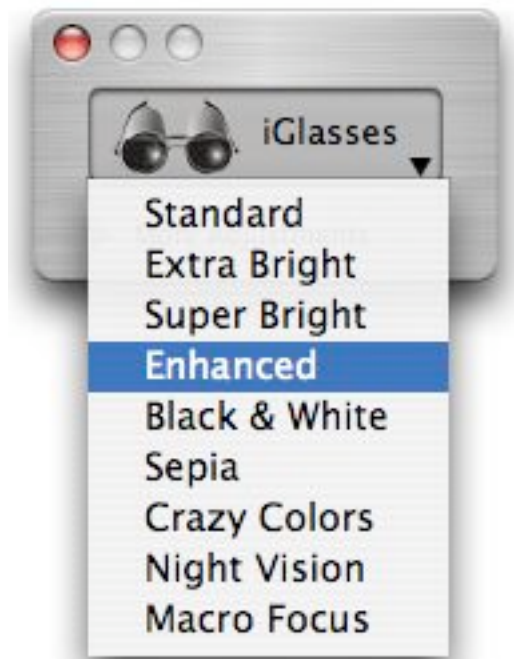 iGlasses
Standard
Extra Bright
Super Bright
Enhanced
Black & White
Sepia
Crazy Colors
Night Vision
Macro Focus